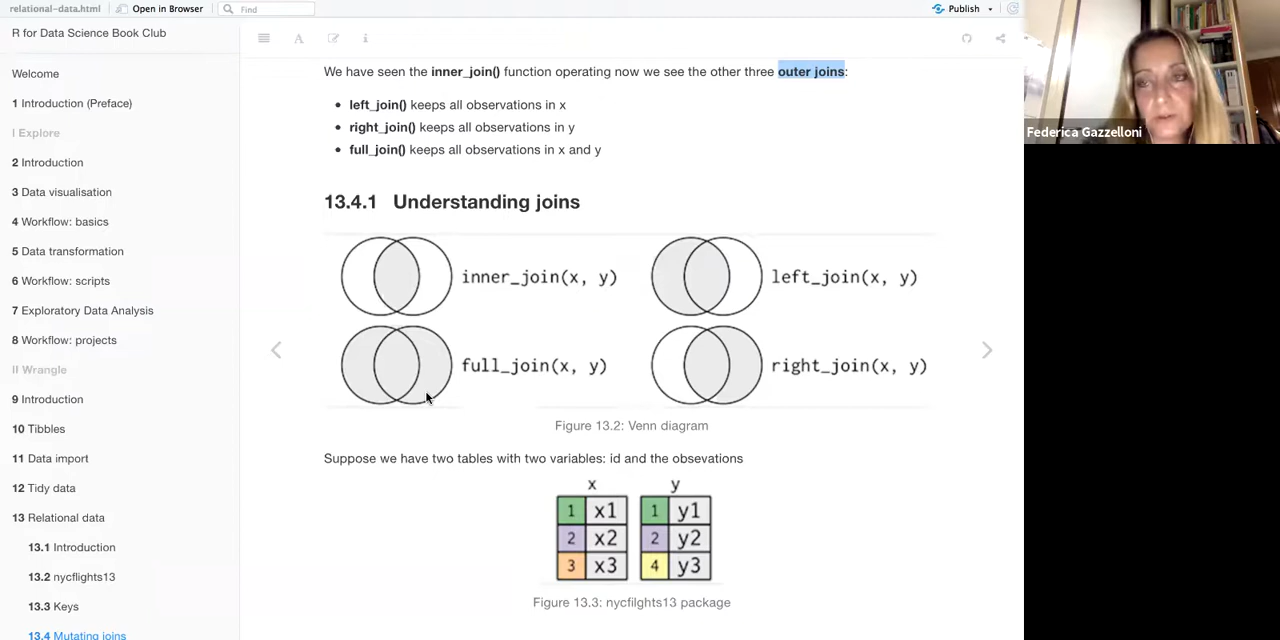 relational-data.html
Open in Browser
Find
Publish
R for Data Science Book Club
Welcome
1 Introduction (Preface)
I Explore
2 Introduction
3 Data visualisation
4 Workflow: basics
5 Data transformation
6 Workflow: scripts
7 Exploratory Data Analysis
8 Workflow: projects
II Wrangle
9 Introduction
10 Tibbles
11 Data import
12 Tidy data
13 Relational data
13.1 Introduction
13.2 nycflights13
13.3 Keys
13.4 Mutating joins
We have seen the inner_join() function operating now we see the other three outer joins:
• left_join() keeps all observations in x
• right_join() keeps all observations in y
• full_join() keeps all observations in x and y
13.4.1 Understanding joins
inner_join(x, y)
left_join(x, y)
full_join(x, y)
right_join(x, y)
Figure 13.2: Venn diagram
Suppose we have two tables with two variables: id and the obsevations
x y
1 x1 1 y1
2 x2 2 y2
3 x3 4 y3
Figure 13.3: nycfilghts13 package
Federica Gazzelloni